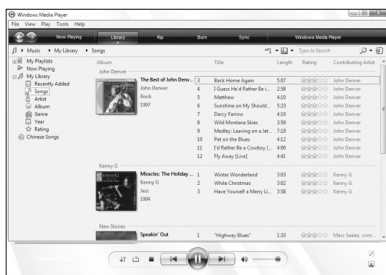 Windows Media Player
File View Play Tools Help
Now Playing Library Rip Burn Sync Windows Media Player
Music My Library Songs Type to Search
My Playlists
Now Playing
My Library
Recently Added
Songs
Artist
Album
Genre
Year
Rating
Chinese Songs
Album Title Length Rating Contributing Artist
John Denver
The Best of John Denv... 3 Back Home Again 5:07 John Denver
John Denver 4 I Guess He'd Rather Be i... 2:58 John Denver
Rock 5 Matthew 4:10 John Denver
1997 6 Sunshine on My Should... 5:23 John Denver
7 Darcy Farrow 4:10 John Denver
8 Wild Montana Skies 4:10 John Denver
9 Medley: Leaving on a Jet... 7:19 John Denver
10 Pet on the Blues 4:12 John Denver
11 I'd Rather Be a Cowboy (... 4:09 John Denver
12 Fly Away [Live] 4:41 John Denver
Kenny G
Miracles: The Holiday ... 1 Winter Wonderland 3:03 Kenny G.
Kenny G 2 White Christmas 3:02 Kenny G.
Jazz 3 Have Yourself a Merry Li... 3:58 Kenny G.
1994
New Stories
Speakin' Out 1 "Highway Blues" 1:33 Marc Seales, com...